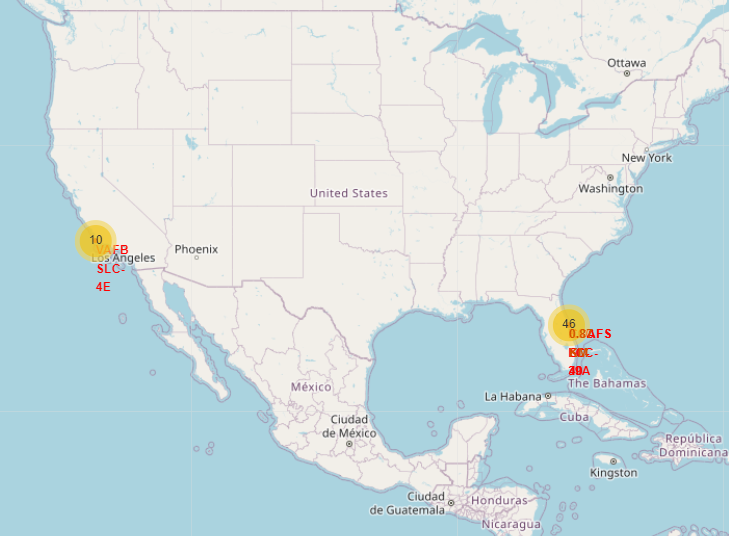 Ottawa
New York
Washington
United States
10
VAFB
Los Angeles
SLC-
4E
Phoenix
46
The Bahamas
México
La Habana
Cuba
Ciudad
de México
República
Dominicana
Kingston
Ciudad
de Guatemala
Honduras
Nicaragua